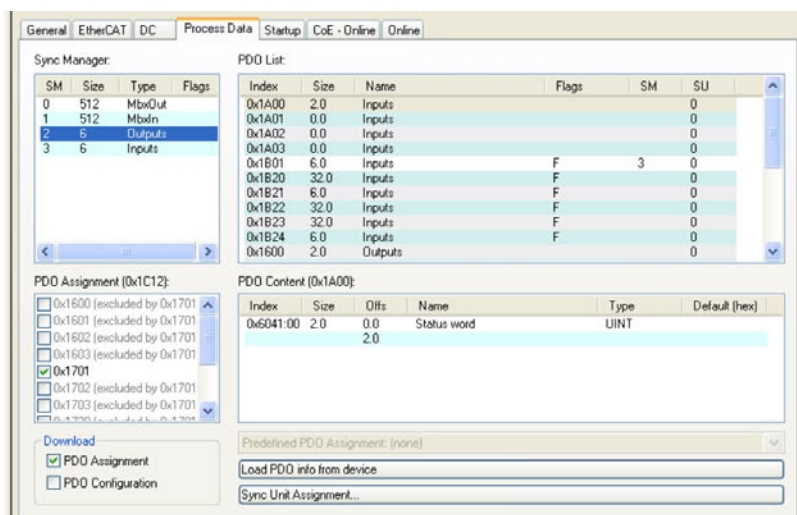 General EtherCAT DC Process Data Startup CoE - Online Online
Sync Manager:
SM Size Type Flags
0 512 MbxOut
1 512 MbxIn
2 6 Outputs
3 6 Inputs
PDO List:
Index Size Name Flags SM SU
0x1A00 2.0 Inputs 0
0x1A01 0.0 Inputs 0
0x1A02 0.0 Inputs 0
0x1A03 0.0 Inputs 0
0x1B01 6.0 Inputs F 3 0
0x1B20 32.0 Inputs F 0
0x1B21 6.0 Inputs F 0
0x1B22 32.0 Inputs F 0
0x1B23 32.0 Inputs F 0
0x1B24 6.0 Inputs F 0
0x1600 2.0 Outputs 0
PDO Assignment (0x1C12):
0x1600 (excluded by 0x1701
0x1601 (excluded by 0x1701
0x1602 (excluded by 0x1701
0x1603 (excluded by 0x1701
0x1701
0x1702 (excluded by 0x1701
0x1703 (excluded by 0x1701
PDO Content (0x1A00):
Index Size Offs Name Type Default (hex)
0x6041:00 2.0 0.0 Status word UINT
2.0
Download
PDO Assignment
PDO Configuration
Predefined PDO Assignment: (none)
Load PDO info from device
Sync Unit Assignment...